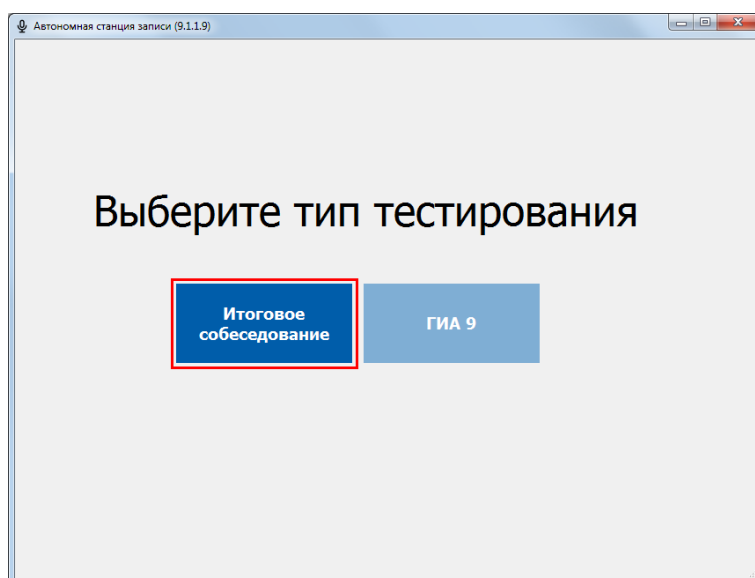 Автономная станция записи (9.1.1.9)
Выберите тип тестирования
Итоговое
собеседование
ГИА 9